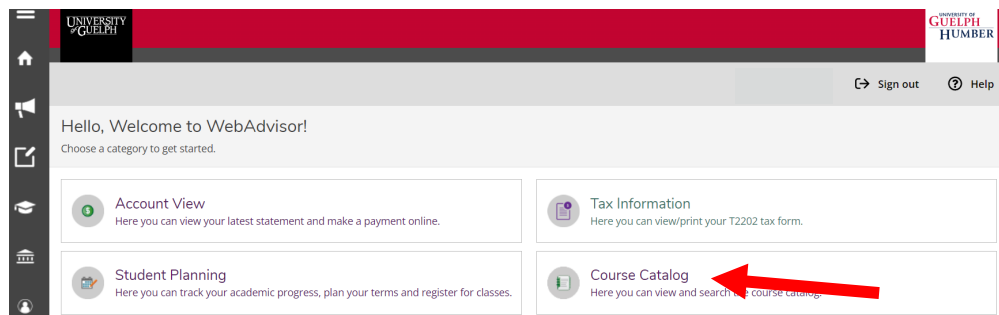 UNIVERSITY
OF GUELPH
UNIVERSITY OF
GUELPH
HUMBER
Sign out
Help
Hello, Welcome to WebAdvisor!
Choose a category to get started.
Account View
Here you can view your latest statement and make a payment online.
Tax Information
Here you can view/print your T2202 tax form.
Student Planning
Here you can track your academic progress, plan your terms and register for classes.
Course Catalog
Here you can view and search the course catalog.